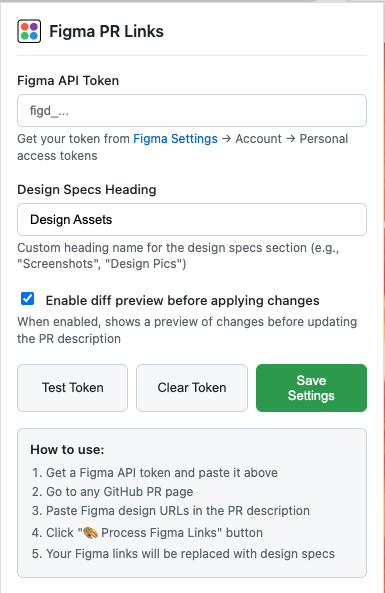 Figma PR Links
Figma API Token
figd_...
Get your token from Figma Settings → Account → Personal
access tokens
Design Specs Heading
Design Assets
Custom heading name for the design specs section (e.g.,
"Screenshots", "Design Pics")
Enable diff preview before applying changes
When enabled, shows a preview of changes before updating
the PR description
Test Token
Clear Token
Save
Settings
How to use:
1. Get a Figma API token and paste it above
2. Go to any GitHub PR page
3. Paste Figma design URLs in the PR description
4. Click "🎨 Process Figma Links" button
5. Your Figma links will be replaced with design specs